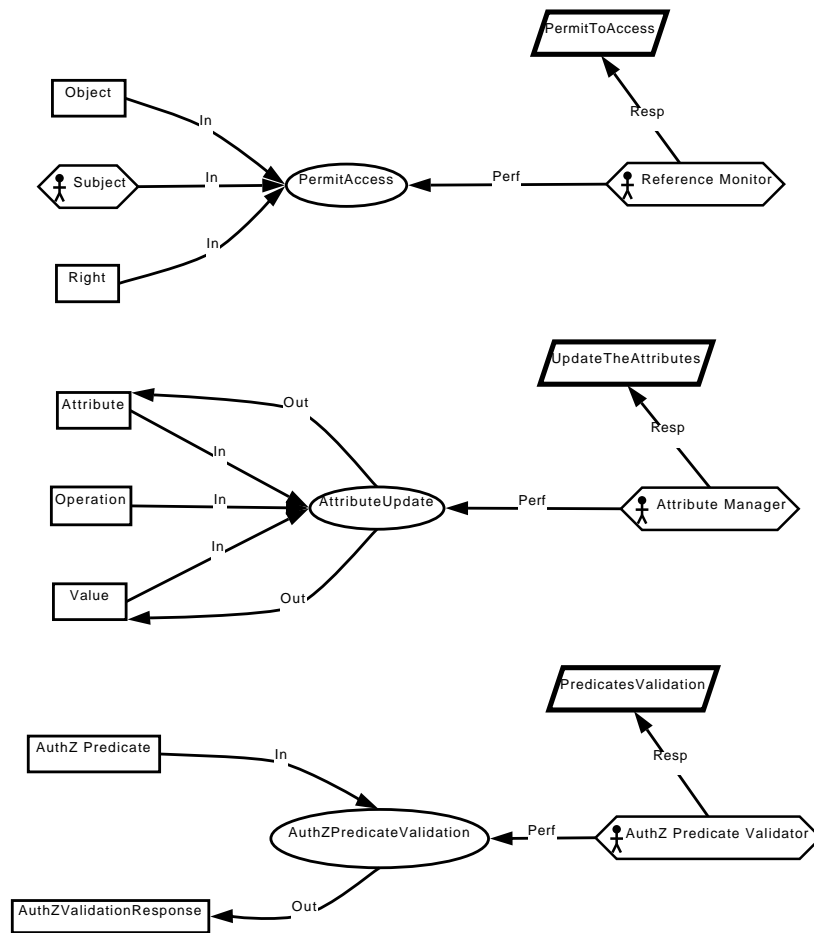 PermitToAccess
Object
In
Resp
Subject
In
PermitAccess
Perf
Reference Monitor
Right
In
UpdateTheAttributes
Attribute
Out
In
Resp
Operation
In
AttributeUpdate
Perf
Attribute Manager
In
Value
Out
PredicatesValidation
AuthZ Predicate
In
Resp
AuthZPredicateValidation
Perf
AuthZ Predicate Validator
AuthZValidationResponse
Out